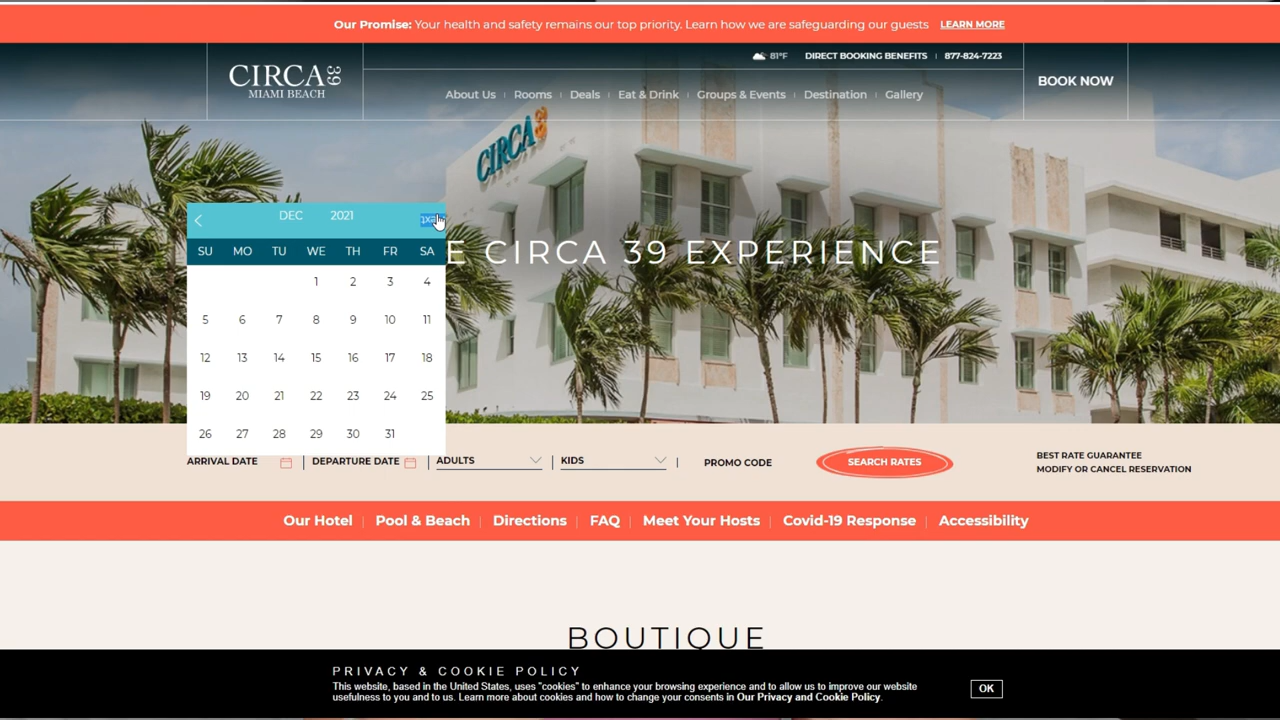 Our Promise: Your health and safety remains our top priority. Learn how we are safeguarding our guests LEARN MORE
81°F DIRECT BOOKING BENEFITS 877-824-7223
CIRCA 39
MIAMI BEACH
About Us Rooms Deals Eat & Drink Groups & Events Destination Gallery
BOOK NOW
CIRCA
DEC 2021
SU MO TU WE TH FR SA
E CIRCA 39 EXPERIENCE
1 2 3 4
5 6 7 8 9 10 11
12 13 14 15 16 17 18
19 20 21 22 23 24 25
26 27 28 29 30 31
ARRIVAL DATE DEPARTURE DATE ADULTS KIDS PROMO CODE SEARCH RATES
BEST RATE GUARANTEE
MODIFY OR CANCEL RESERVATION
Our Hotel Pool & Beach Directions FAQ Meet Your Hosts Covid-19 Response Accessibility
BOUTIQUE
PRIVACY & COOKIE POLICY
This website, based in the United States, uses "cookies" to enhance your browsing experience and to allow us to improve our website
usefulness to you and to us. Learn more about cookies and how to change your consents in Our Privacy and Cookie Policy.
OK